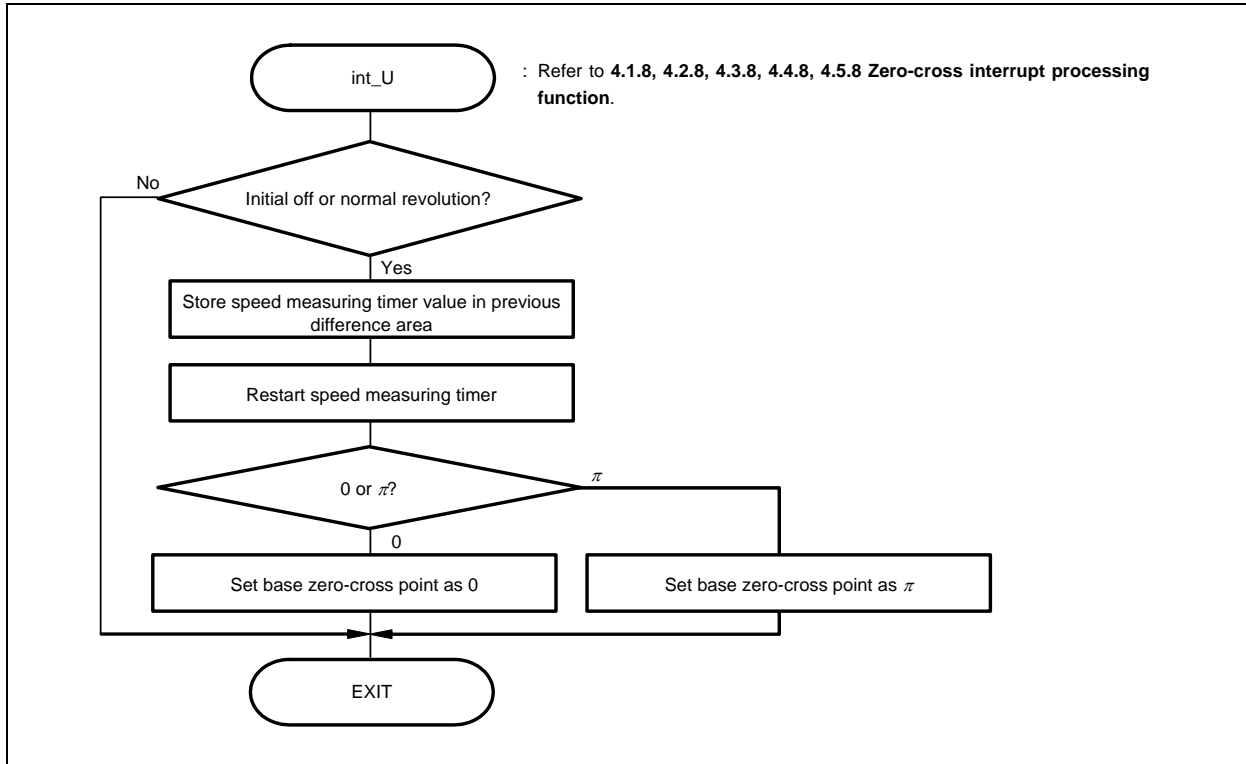 int_U
: Refer to 4.1.8, 4.2.8, 4.3.8, 4.4.8, 4.5.8 Zero-cross interrupt processing
function.
No
Initial off or normal revolution?
Yes
Store speed measuring timer value in previous
difference area
Restart speed measuring timer
π
0 or π?
0
Set base zero-cross point as 0
Set base zero-cross point as π
EXIT